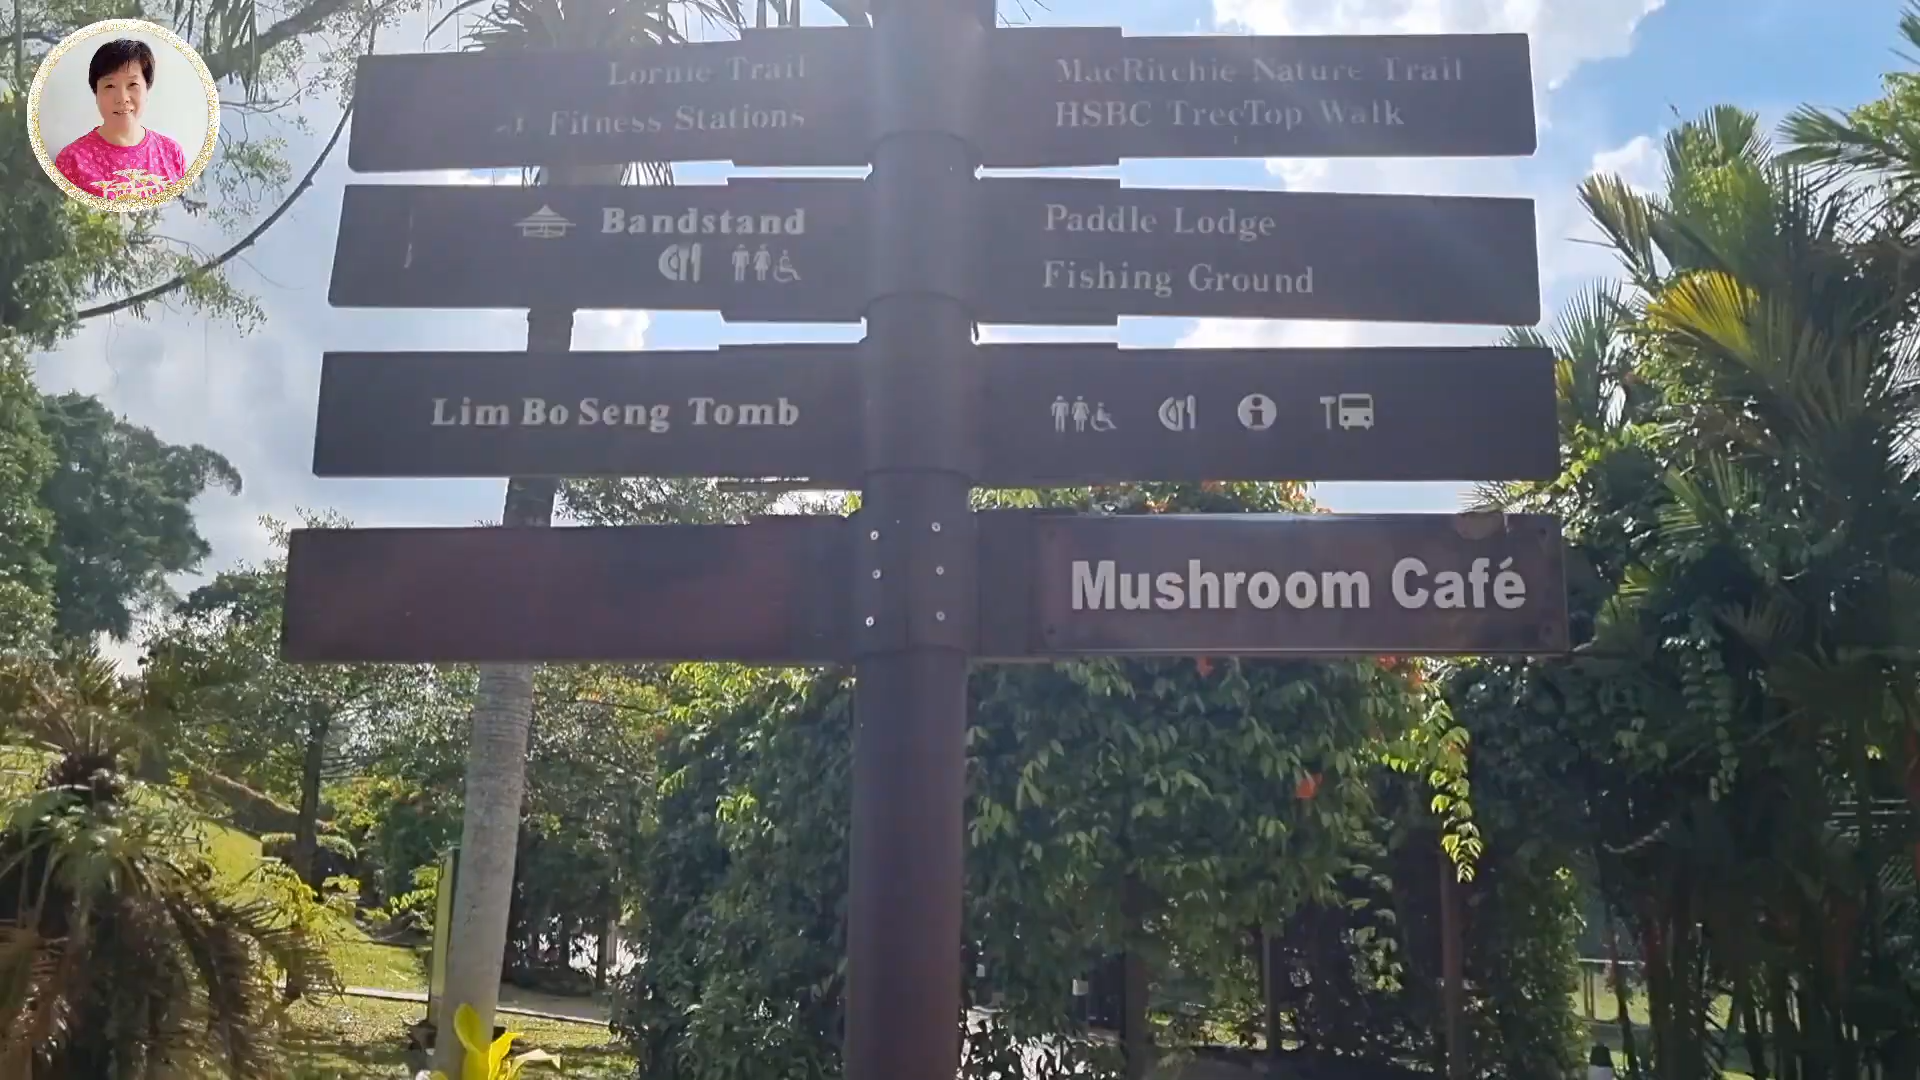 Lornie Trail
Fitness Stations
MacRitchie Nature Trail
HSBC TreeTop Walk
Bandstand
Paddle Lodge
Fishing Ground
Lim Bo Seng Tomb
Mushroom Café